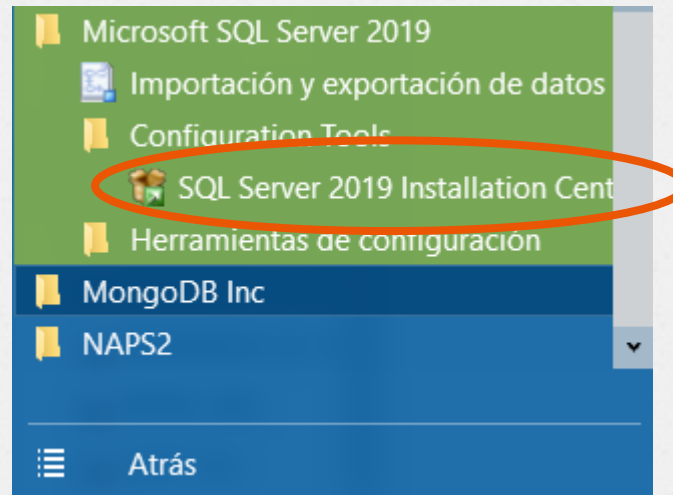 Microsoft SQL Server 2019
Importación y exportación de datos
Configuration Tools
SQL Server 2019 Installation Cent
Herramientas de configuración
MongoDB Inc
NAPS2
Atrás